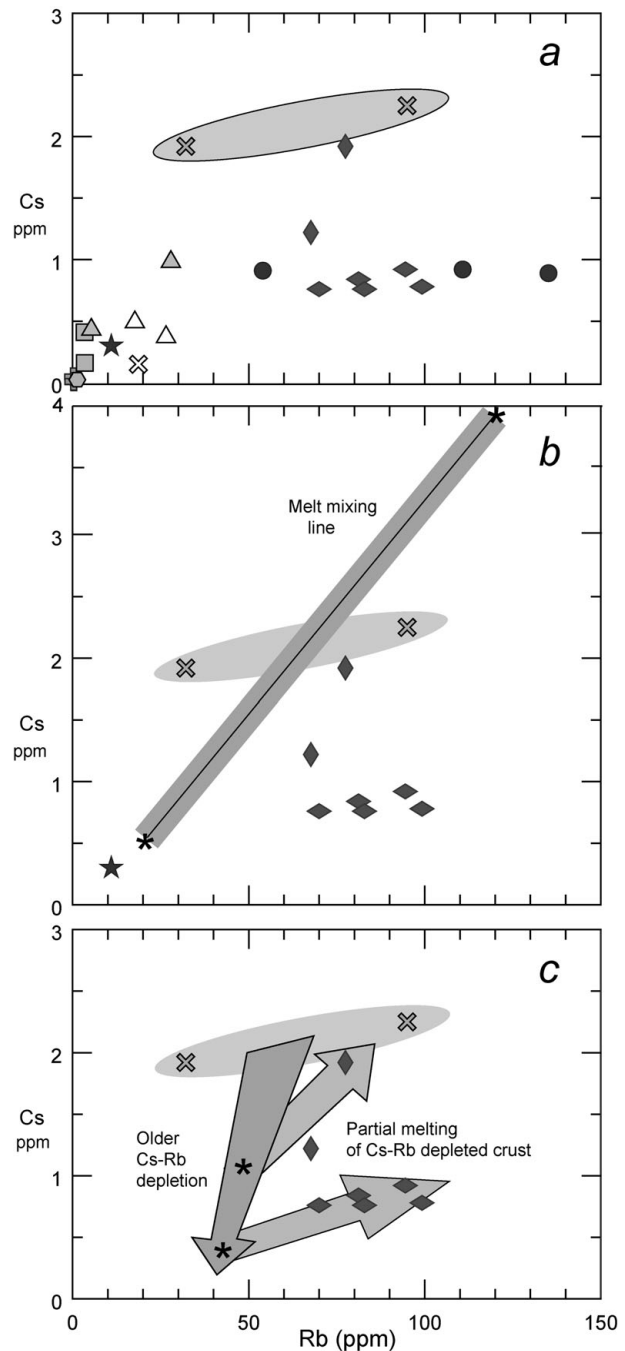 3
a
2
Cs
ppm
1
0
4
b
Melt mixing
line
3
2
Cs
ppm
1
0
3
c
2
Cs
ppm
Older
Cs-Rb
depletion
Partial melting
of Cs-Rb depleted crust
1
0
0
50
100
150
Rb (ppm)